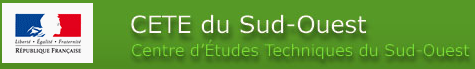 CETE du Sud-Ouest
Centre d'Études Techniques du Sud-Ouest
Liberté • Égalité • Fraternité
RÉPUBLIQUE FRANÇAISE